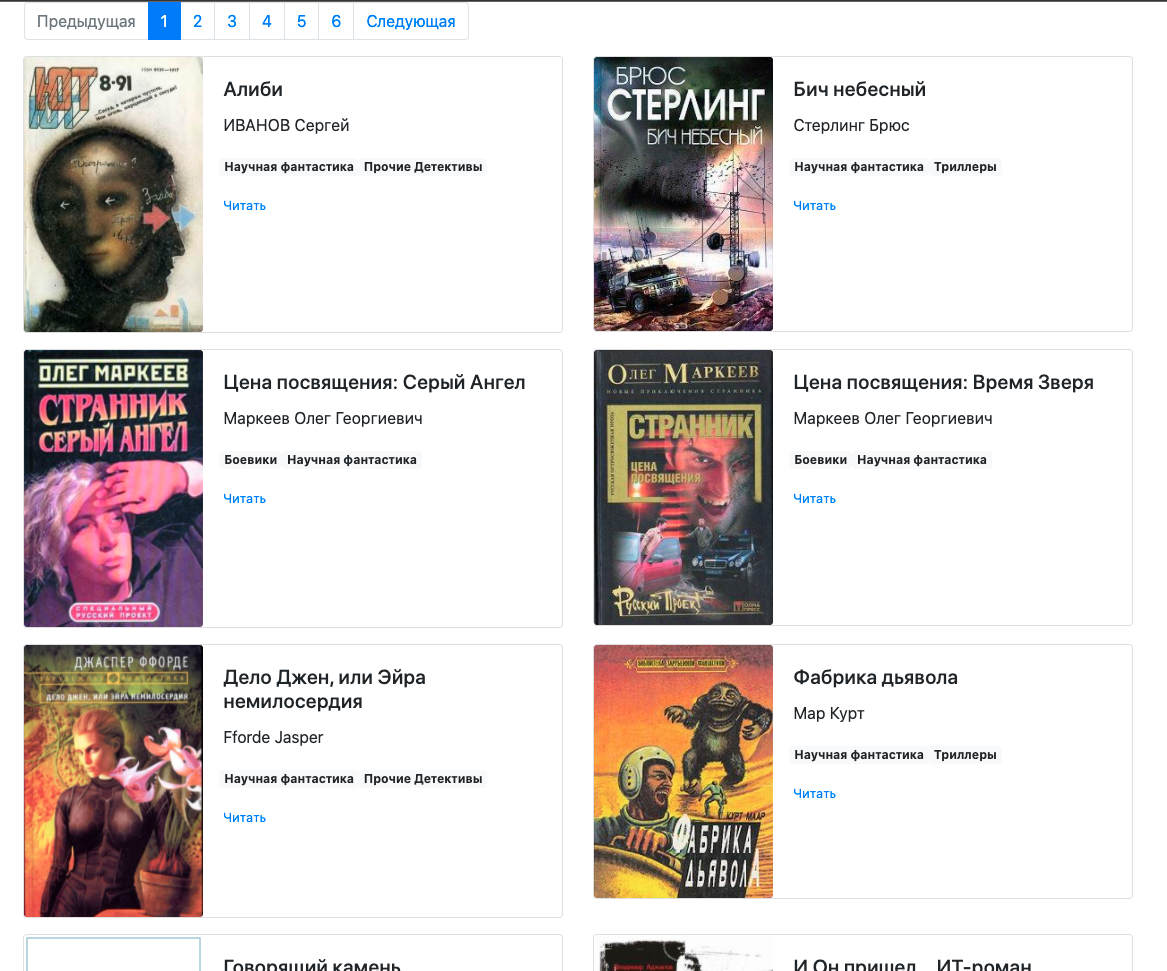 Предыдущая 1 2 3 4 5 6 Следующая
ЮТ 8·91
Алиби
ИВАНОВ Сергей
Научная фантастика Прочие Детективы
Читать
БРЮС
СТЕРЛИНГ
БИЧ НЕБЕСНЫЙ
Бич небесный
Стерлинг Брюс
Научная фантастика Триллеры
Читать
ОЛЕГ МАРКЕЕВ
СТРАННИК
СЕРЫЙ АНГЕЛ
СПЕЦИАЛЬНЫЙ
РУССКИЙ ПРОЕКТ
Цена посвящения: Серый Ангел
Маркеев Олег Георгиевич
Боевики Научная фантастика
Читать
ОЛЕГ МАРКЕЕВ
НОВЫЕ ПРИКЛЮЧЕНИЯ СТРАННИКА
СТРАННИК
ЦЕНА
ПОСВЯЩЕНИЯ
Русский Проект
Цена посвящения: Время Зверя
Маркеев Олег Георгиевич
Боевики Научная фантастика
Читать
ДЖАСПЕР ФФОРДЕ
ЗАРУБЕЖНАЯ ФАНТАСТИКА
ДЕЛО ДЖЕН, ИЛИ ЭЙРА НЕМИЛОСЕРДИЯ
Дело Джен, или Эйра
немилосердия
Fforde Jasper
Научная фантастика Прочие Детективы
Читать
БИБЛИОТЕКА ЗАРУБЕЖНОЙ ФАНТАСТИКИ
КУРТ МААР
ФАБРИКА
ДЬЯВОЛА
Фабрика дьявола
Мар Курт
Научная фантастика Триллеры
Читать
Говорящий камень
И Он пришел... ИТ-роман